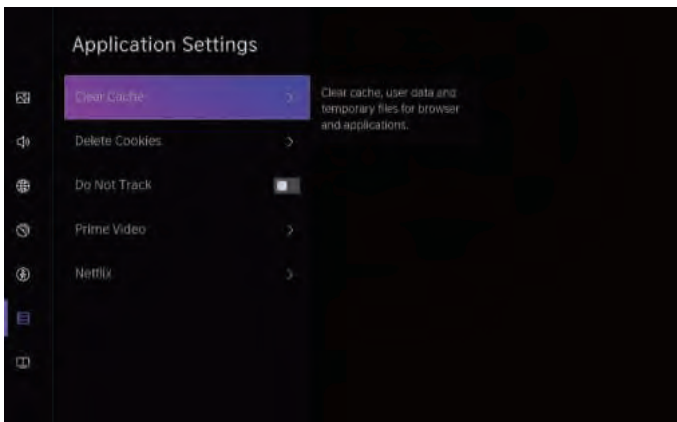 Application Settings
Clear Cache
Clear cache, user data and
temporary files for browser
and applications.
Delete Cookies
Do Not Track
Prime Video
Netflix